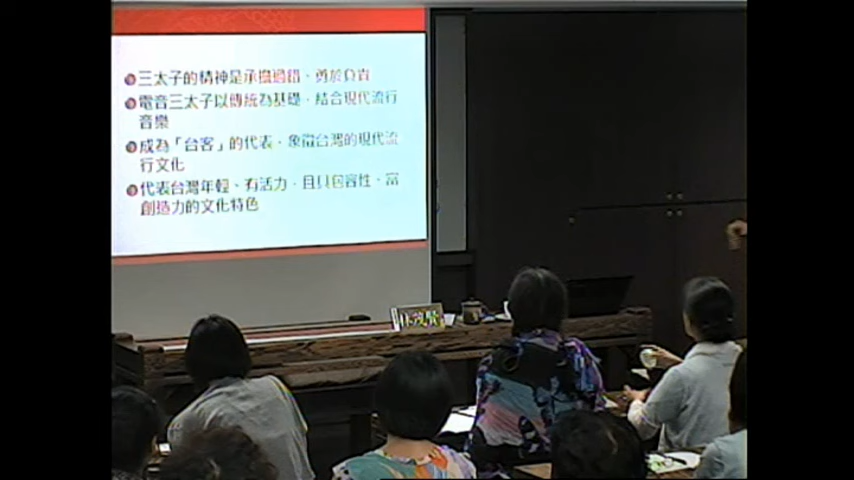 三太子的精神是承擔過錯、勇於負責
電音三太子以傳統為基礎，結合現代流行
音樂
成為「台客」的代表，象徵台灣的現代流
行文化
代表台灣年輕、有活力，且具包容性、富
創造力的文化特色
林茂賢